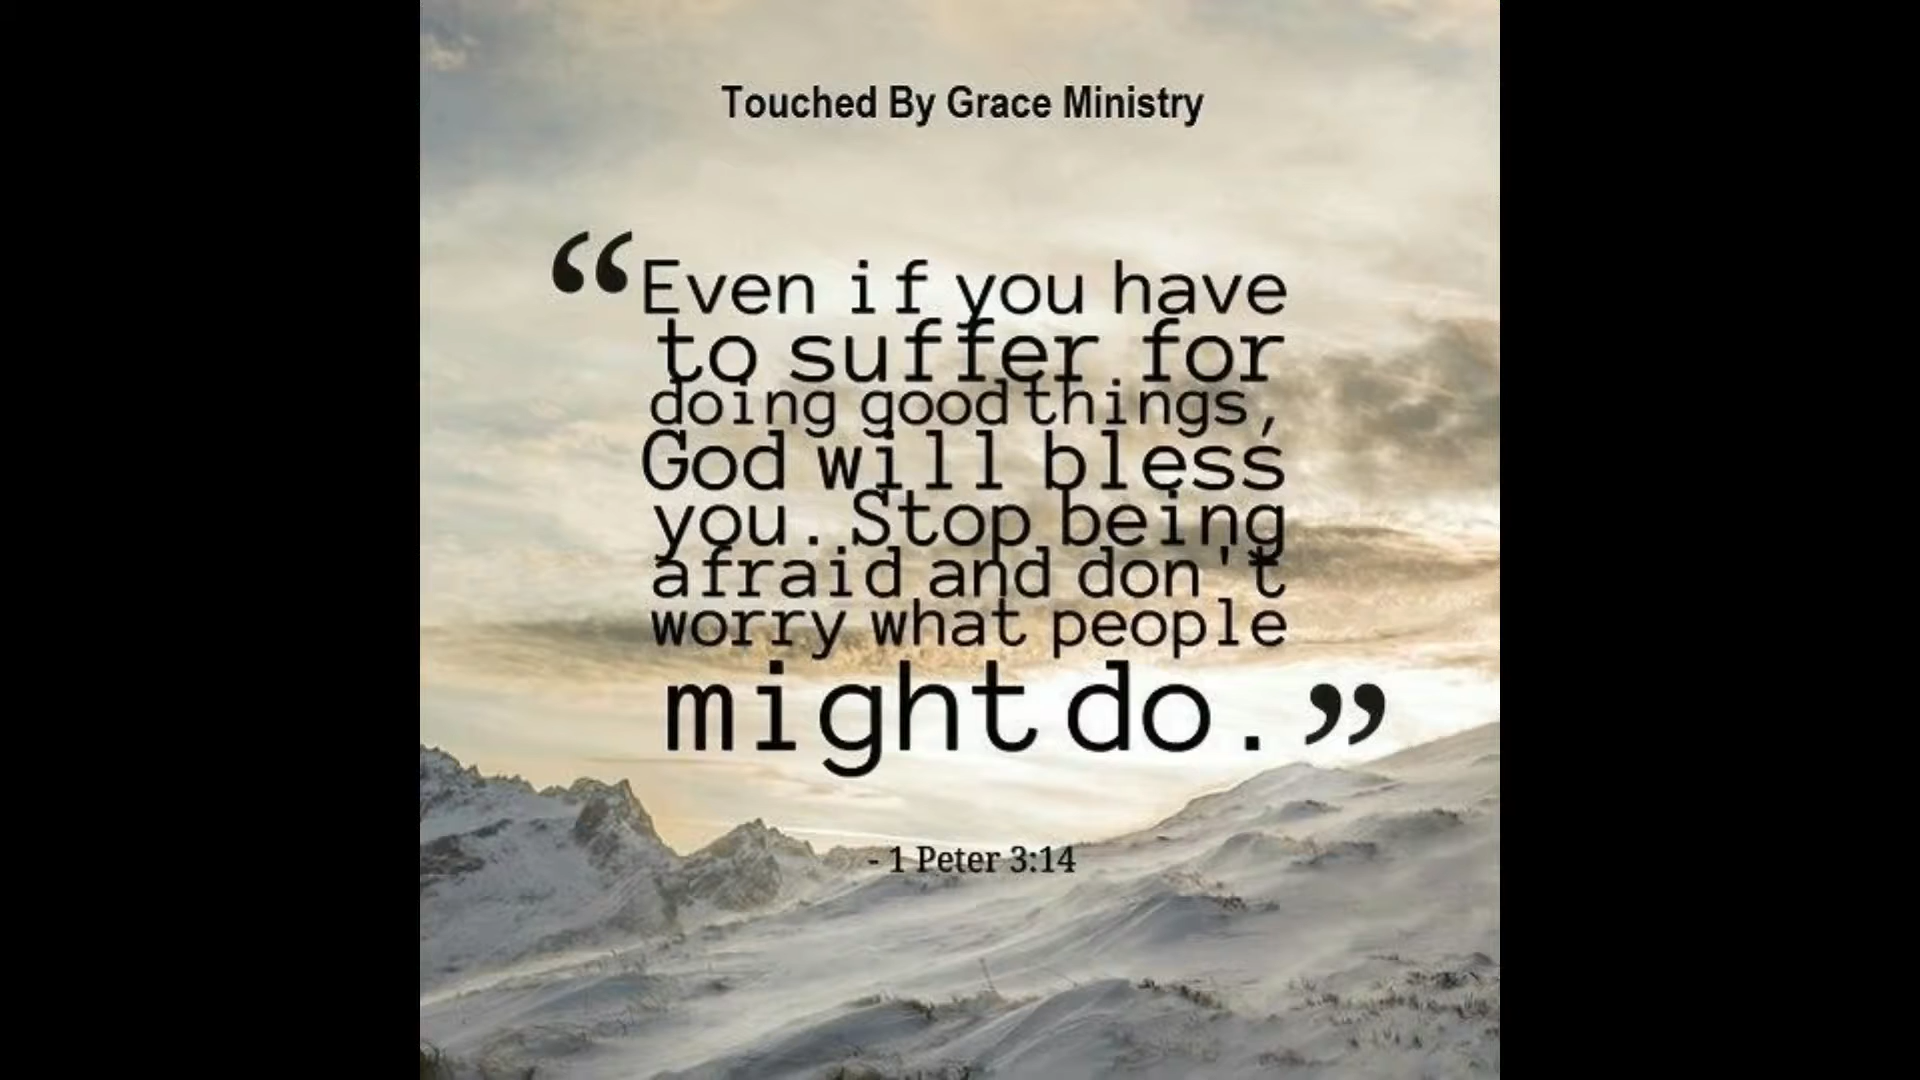 Touched By Grace Ministry
“Even if you have
to suffer for
doing good things,
God will bless
you. Stop being
afraid and don't
worry what people
might do.”
- 1 Peter 3:14